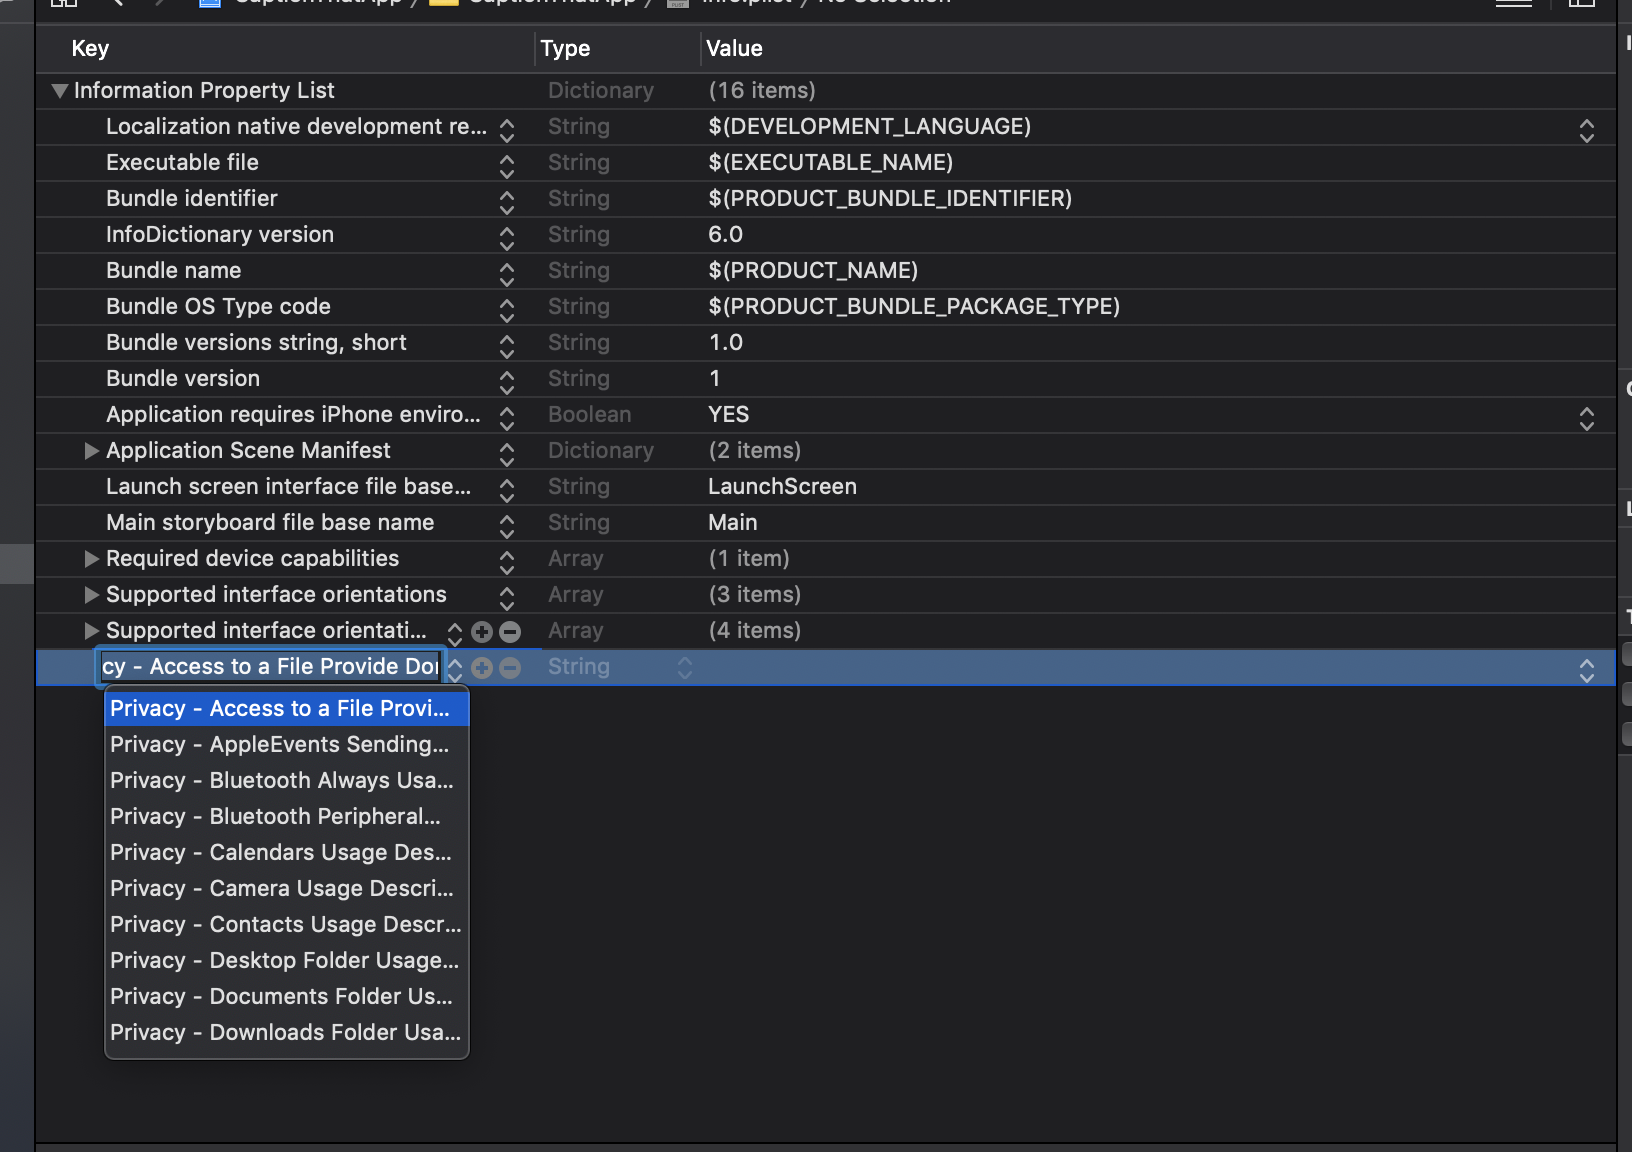 Key Type Value
Information Property List Dictionary (16 items)
Localization native development re... String $(DEVELOPMENT_LANGUAGE)
Executable file String $(EXECUTABLE_NAME)
Bundle identifier String $(PRODUCT_BUNDLE_IDENTIFIER)
InfoDictionary version String 6.0
Bundle name String $(PRODUCT_NAME)
Bundle OS Type code String $(PRODUCT_BUNDLE_PACKAGE_TYPE)
Bundle versions string, short String 1.0
Bundle version String 1
Application requires iPhone enviro... Boolean YES
Application Scene Manifest Dictionary (2 items)
Launch screen interface file base... String LaunchScreen
Main storyboard file base name String Main
Required device capabilities Array (1 item)
Supported interface orientations Array (3 items)
Supported interface orientati... Array (4 items)
cy - Access to a File Provide Do String
Privacy - Access to a File Provi...
Privacy - AppleEvents Sending...
Privacy - Bluetooth Always Usa...
Privacy - Bluetooth Peripheral...
Privacy - Calendars Usage Des...
Privacy - Camera Usage Descri...
Privacy - Contacts Usage Descr...
Privacy - Desktop Folder Usage...
Privacy - Documents Folder Us...
Privacy - Downloads Folder Usa...